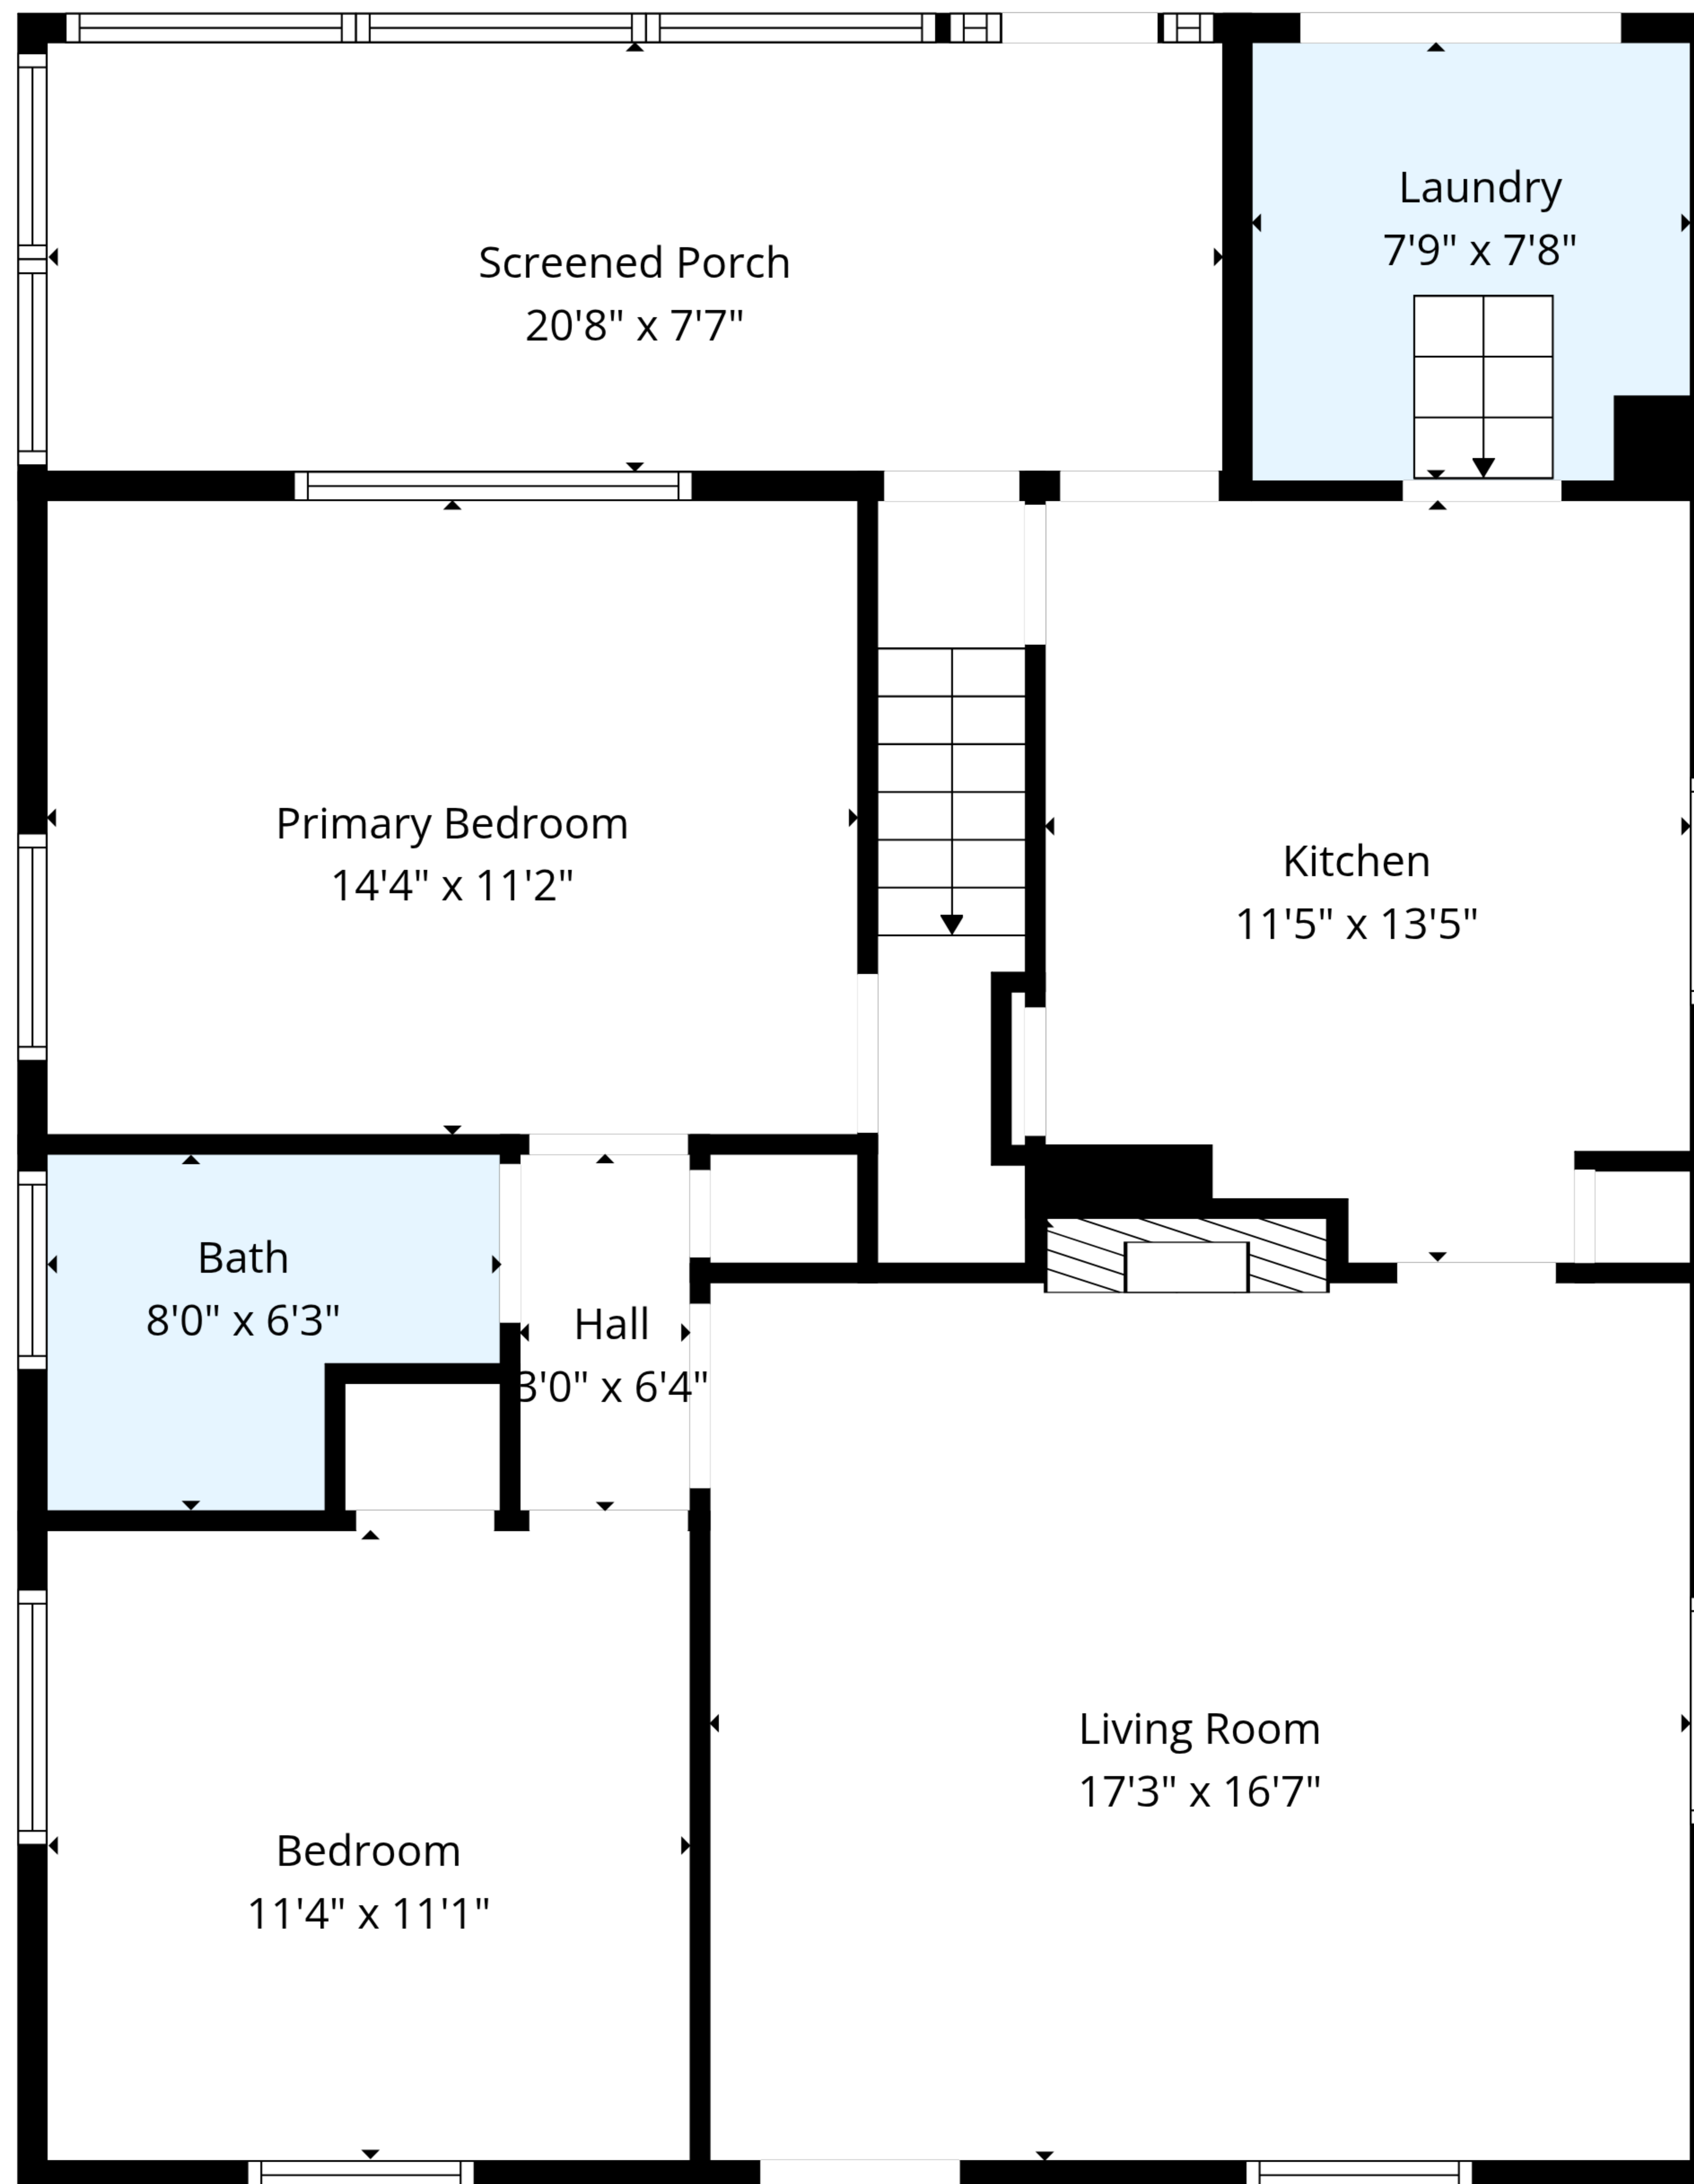 Laundry
7'9" x 7'8"
Screened Porch
20'8" x 7'7"
Primary Bedroom
14'4" x 11'2"
Kitchen
11'5" x 13'5"
Bath
8'0" x 6'3"
Hall
3'0" x 6'4"
Living Room
17'3" x 16'7"
Bedroom
11'4" x 11'1"